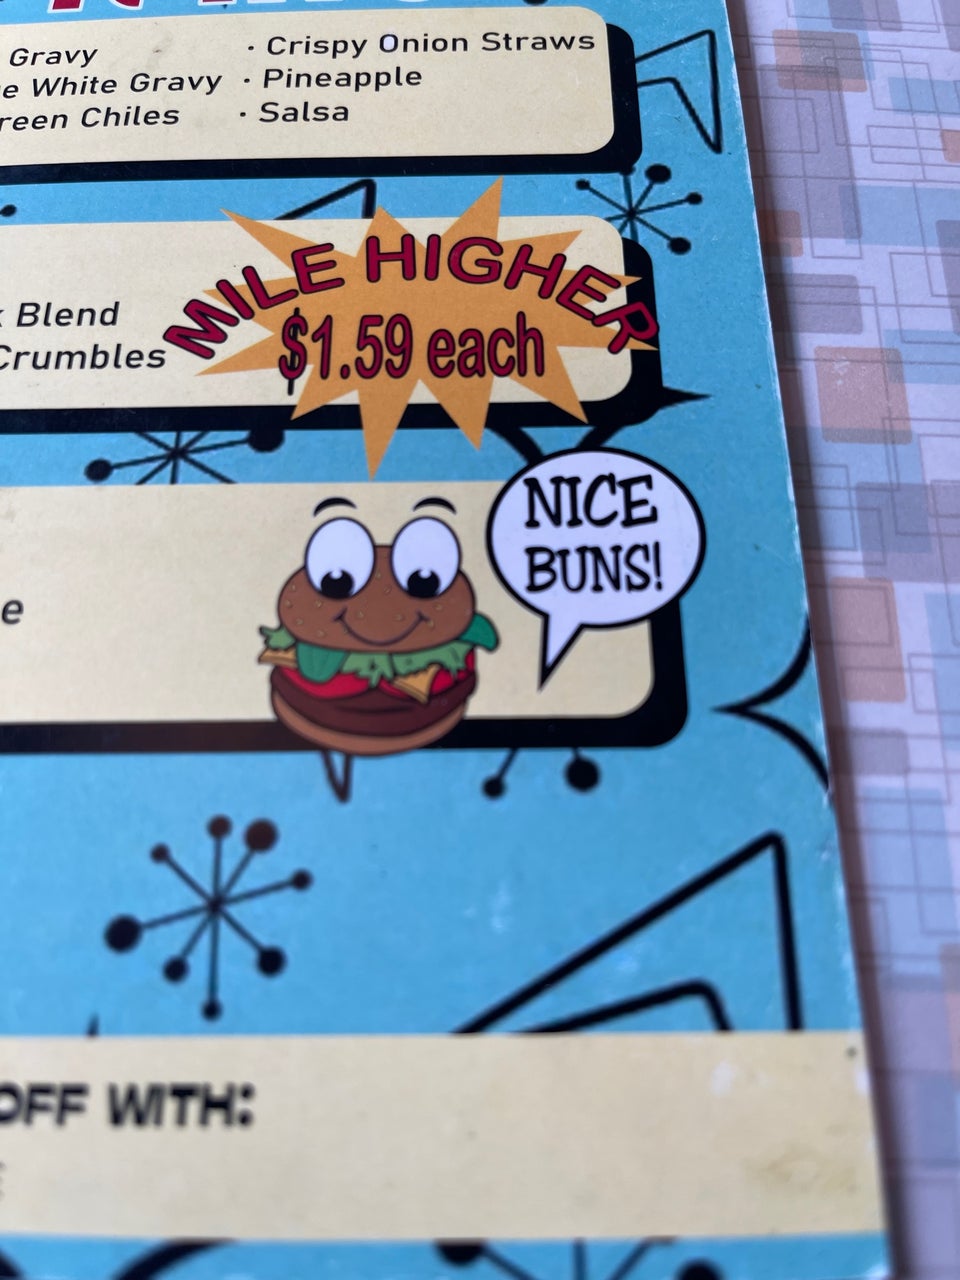 Gravy
· Crispy Onion Straws
White Gravy
· Pineapple
Chiles
· Salsa
MILE HIGHER
$1.59 each
Blend
Crumbles
NICE
BUNS!
e
OFF WITH: